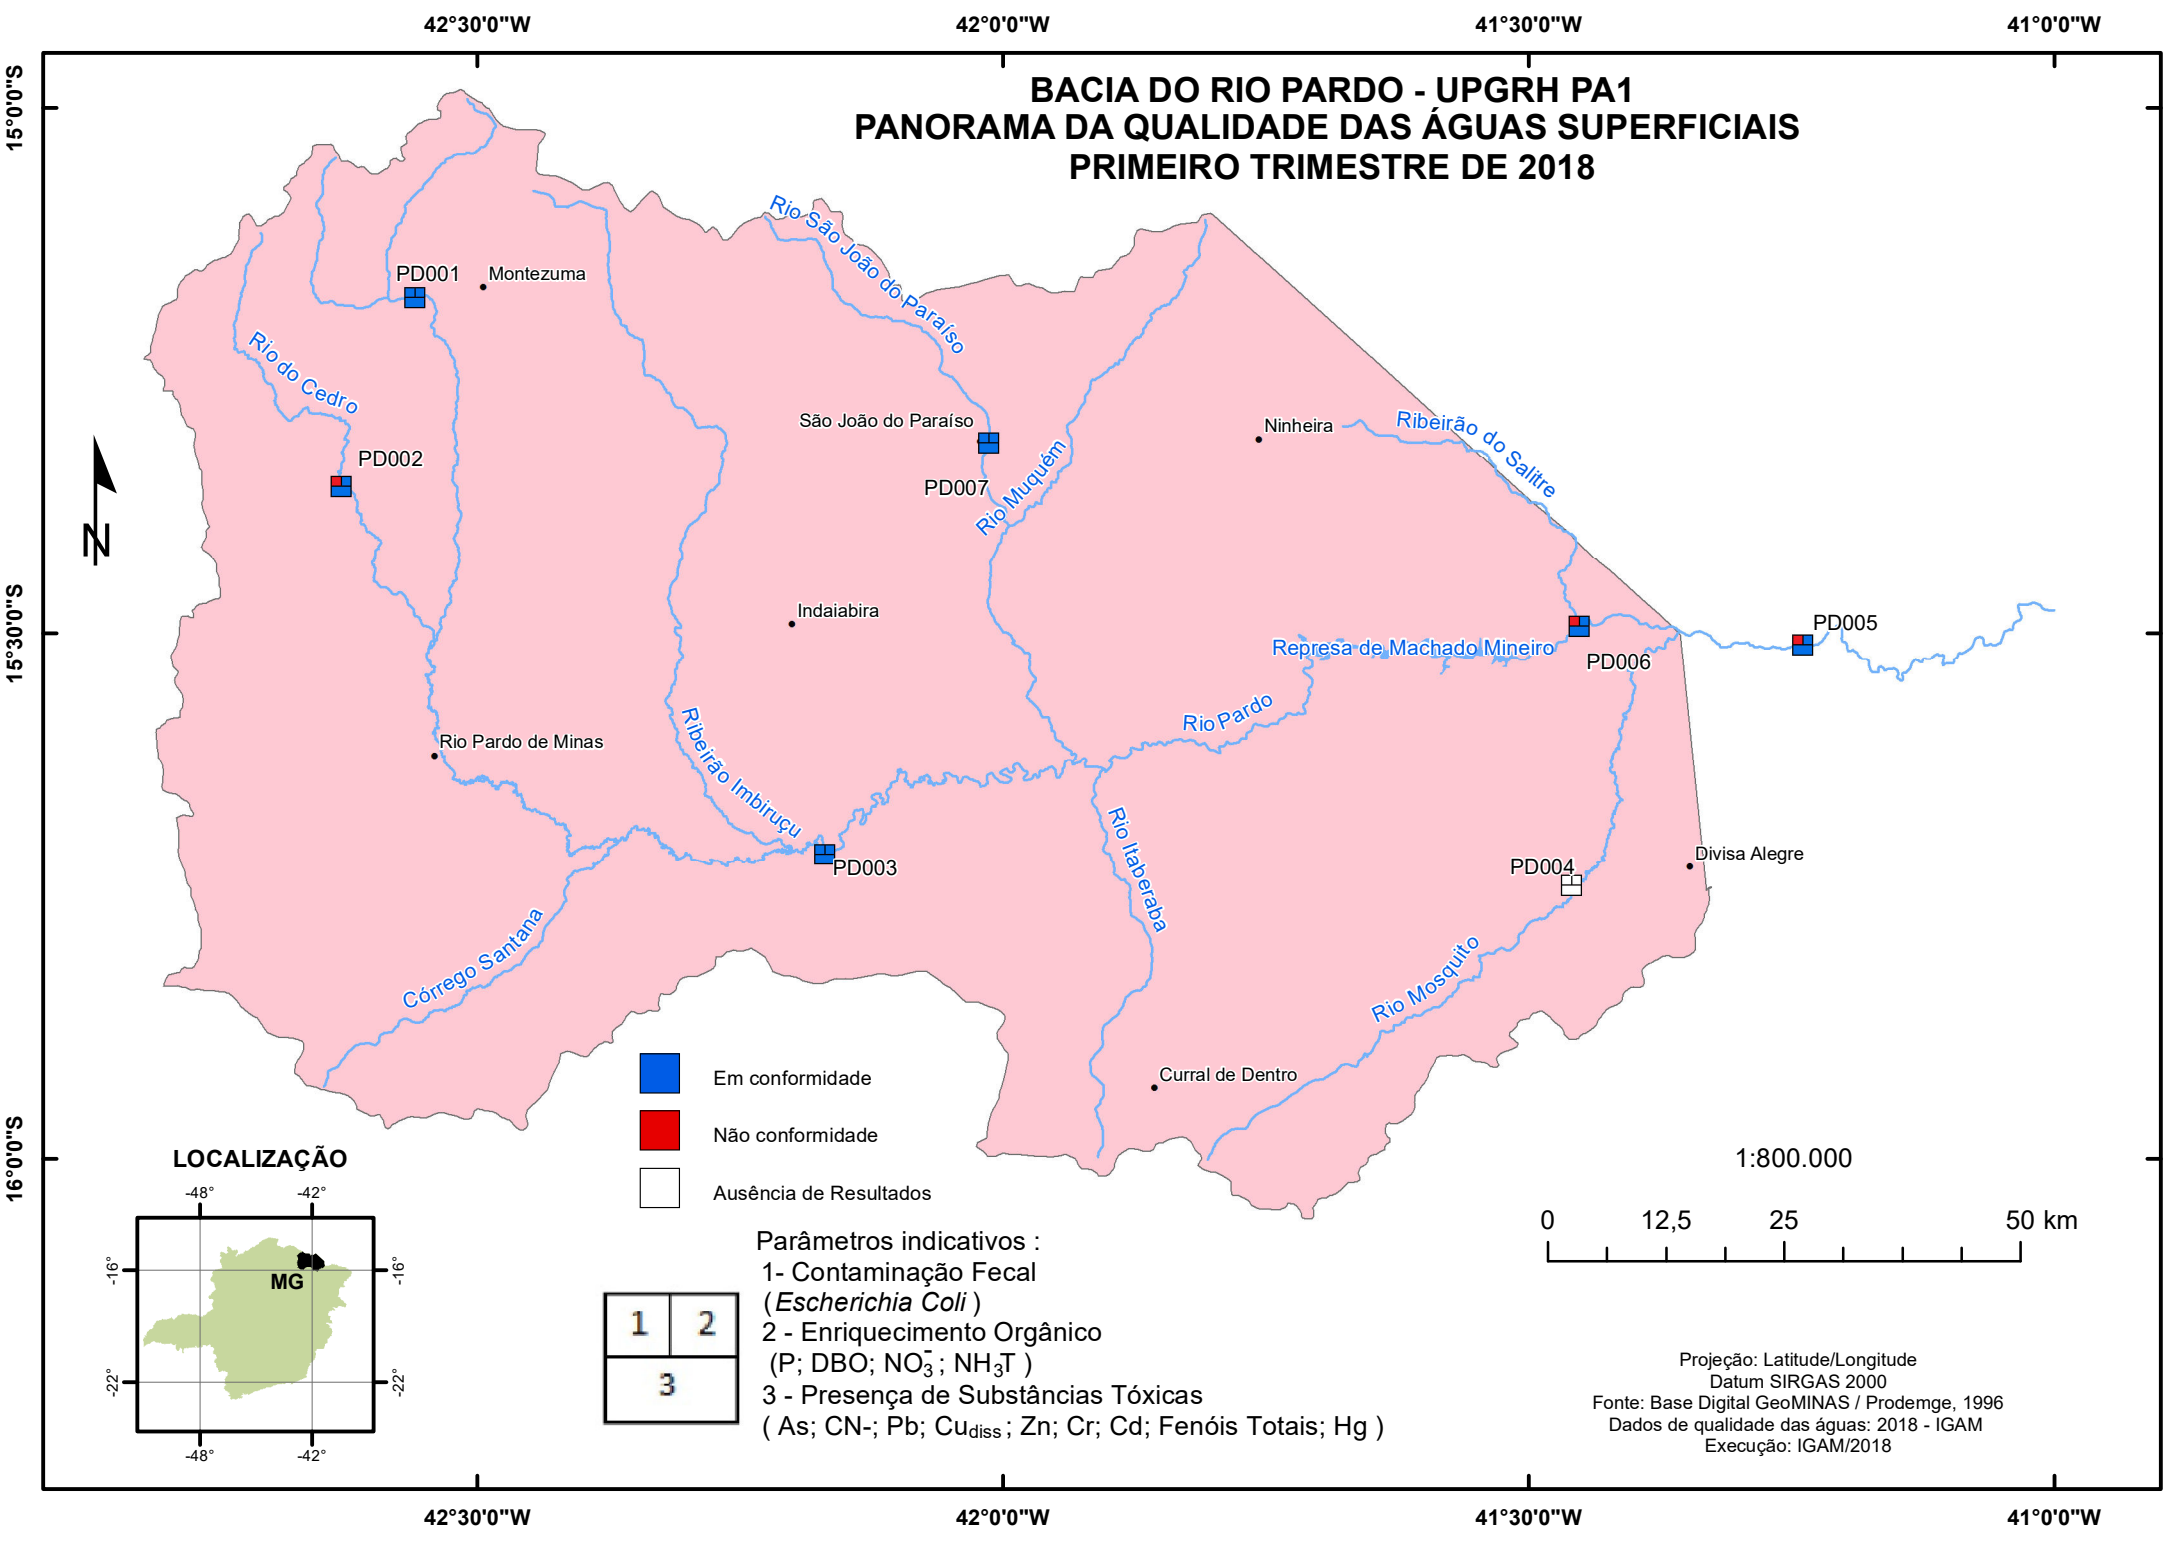 42°30'0"W 42°0'0"W 41°30'0"W 41°0'0"W
15°0'0"S
BACIA DO RIO PARDO - UPGRH PA1
PANORAMA DA QUALIDADE DAS ÁGUAS SUPERFICIAIS
PRIMEIRO TRIMESTRE DE 2018
Rio São João do Paraíso
PD001 Montezuma
Rio do Cedro
São João do Paraíso
Ninheira
Ribeirão do Salitre
PD002
PD007
Rio Muquém
N
Indaiabira
15°30'0"S
PD005
Represa de Machado Mineiro
PD006
Rio Pardo
Rio Pardo de Minas
Ribeirão Imbiruçu
Rio Itaberaba
PD003
PD004
Divisa Alegre
Córrego Santana
Rio Mosquito
Curral de Dentro
Em conformidade
Não conformidade
Ausência de Resultados
16°0'0"S
LOCALIZAÇÃO
-48° -42°
-16° -16°
MG
-22° -22°
-48° -42°
1:800.000
0 12,5 25 50 km
Parâmetros indicativos :
1- Contaminação Fecal
(Escherichia Coli )
2 - Enriquecimento Orgânico
(P; DBO; NO₃⁻; NH₃T )
3 - Presença de Substâncias Tóxicas
( As; CN-; Pb; Cudiss ; Zn; Cr; Cd; Fenóis Totais; Hg )
1 2
3
Projeção: Latitude/Longitude
Datum SIRGAS 2000
Fonte: Base Digital GeoMINAS / Prodemge, 1996
Dados de qualidade das águas: 2018 - IGAM
Execução: IGAM/2018
42°30'0"W 42°0'0"W 41°30'0"W 41°0'0"W